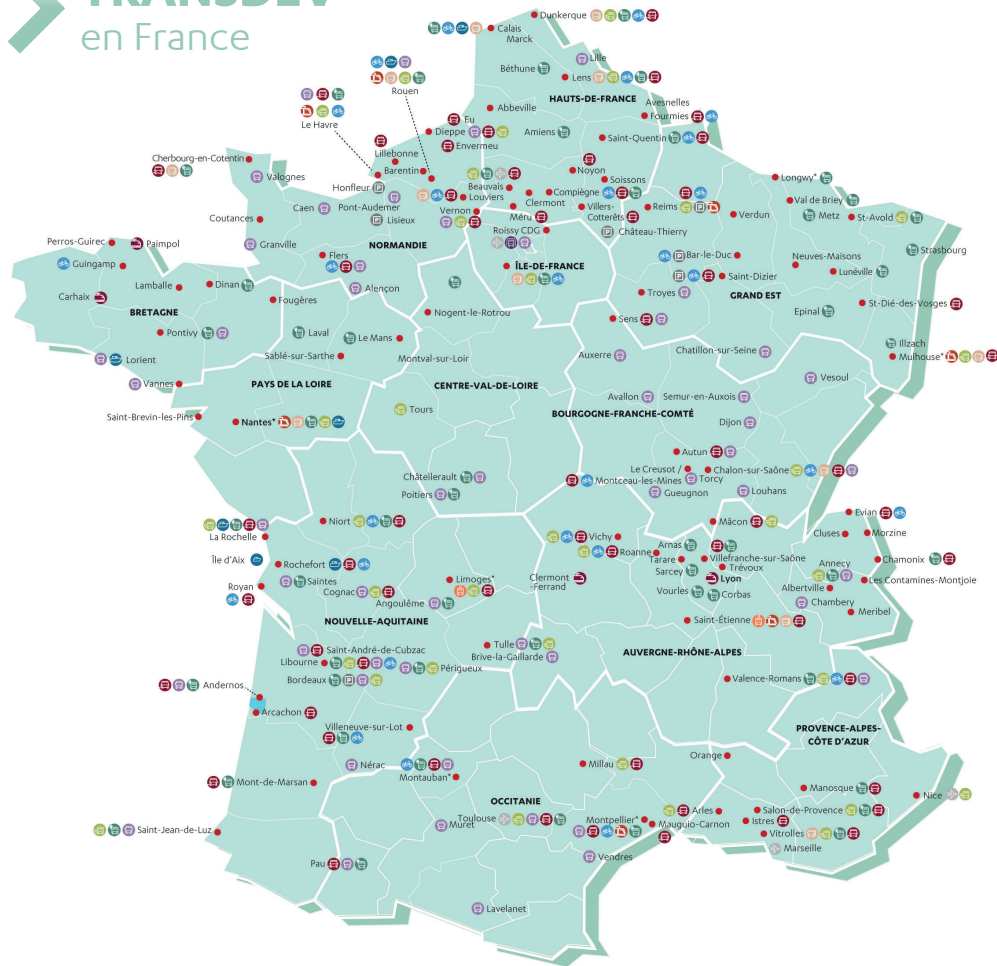 TRANSDEV
en France
Dunkerque
Calais
Marck
Lille
Béthune
Lens
HAUTS-DE-FRANCE
Rouen
Le Havre
Abbeville
Avesnelles
Fourmies
Eu
Dieppe
Envermeu
Amiens
Saint-Quentin
Lillebonne
Barentin
Cherbourg-en-Cotentin
Valognes
Honfleur
Pont-Audemer
Caen
Lisieux
Beauvais
Louviers
Noyon
Soissons
Compiègne
Clermont
Villers-
Cotterêts
Reims
Longwy*
Val de Briey
Metz
St-Avold
Verdun
Coutances
Vernon
Méru
Roissy CDG
Château-Thierry
Granville
NORMANDIE
Perros-Guirec
Paimpol
Flers
ÎLE-DE-FRANCE
Bar-le-Duc
Neuves-Maisons
Strasbourg
Guingamp
Saint-Dizier
Lunéville
Carhaix
Lamballe
Dinan
Alençon
Troyes
GRAND EST
BRETAGNE
Fougères
Nogent-le-Rotrou
Sens
Epinal
St-Dié-des-Vosges
Pontivy
Laval
Le Mans
Illzach
Mulhouse*
Lorient
Sablé-sur-Sarthe
Montval-sur-Loir
Auxerre
Chatillon-sur-Seine
Vannes
PAYS DE LA LOIRE
CENTRE-VAL-DE-LOIRE
Vesoul
Saint-Brevin-les-Pins
Nantes*
Tours
Avallon
Semur-en-Auxois
BOURGOGNE-FRANCHE-COMTÉ
Dijon
Autun
Châtellerault
Le Creusot /
Montceau-les-Mines
Torcy
Chalon-sur-Saône
Poitiers
Gueugnon
Louhans
Niort
La Rochelle
Vichy
Mâcon
Evian
Cluses
Morzine
Île d'Aix
Rochefort
Roanne
Arnas
Tarare
Villefranche-sur-Saône
Trévoux
Sarcey
Annecy
Chamonix
Royan
Saintes
Limoges*
Clermont
Ferrand
Lyon
Les Contamines-Montjoie
Albertville
Cognac
Angoulême
Vourles
Corbas
Chambery
Meribel
NOUVELLE-AQUITAINE
Saint-Étienne
Saint-André-de-Cubzac
Tulle
AUVERGNE-RHÔNE-ALPES
Libourne
Brive-la-Gaillarde
Périgueux
Bordeaux
Valence-Romans
Andernos
Arcachon
Villeneuve-sur-Lot
PROVENCE-ALPES-
CÔTE D'AZUR
Nérac
Montauban*
Millau
Orange
Mont-de-Marsan
Manosque
Nice
OCCITANIE
Toulouse
Muret
Arles
Salon-de-Provence
Montpellier*
Mauguio-Carnon
Istres
Vitrolles
Marseille
Saint-Jean-de-Luz
Pau
Vendres
Lavelanet